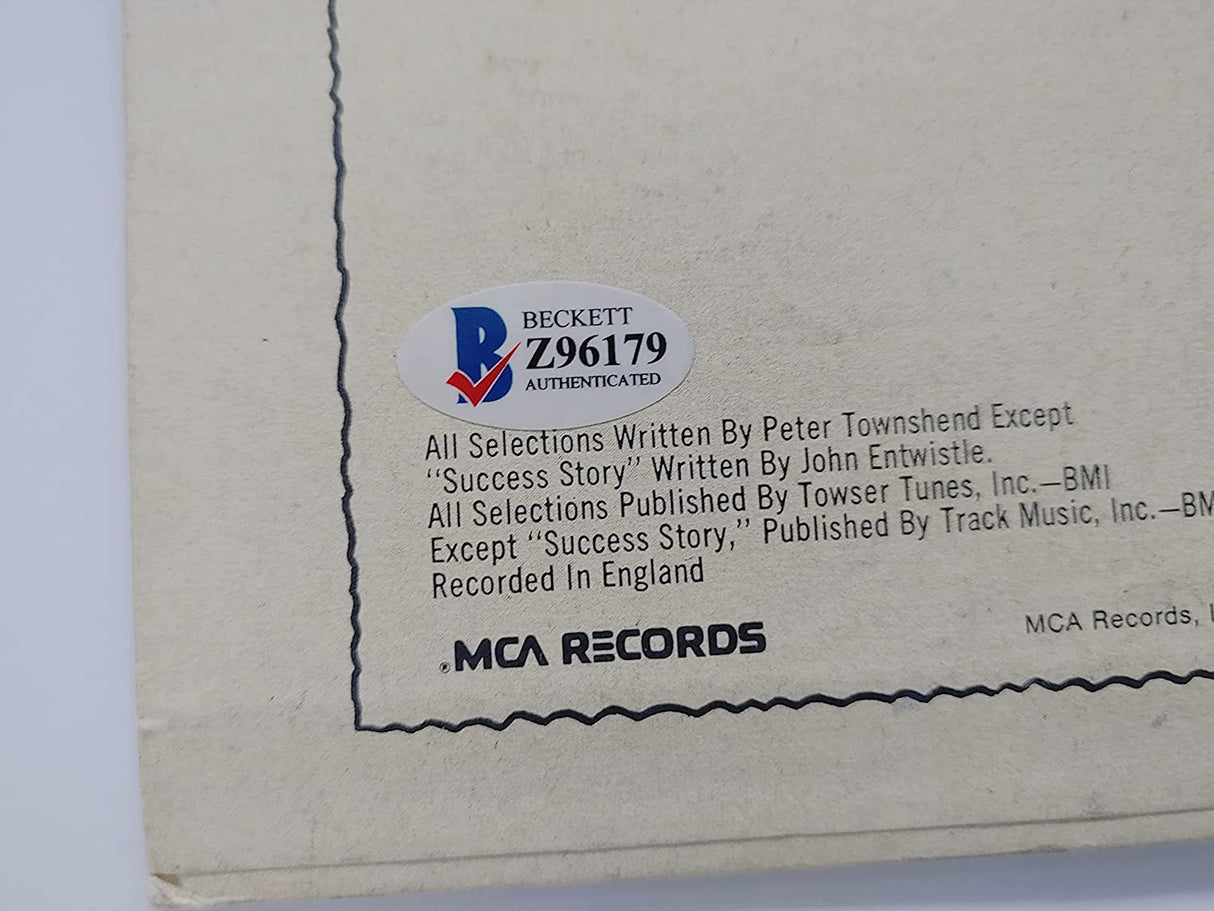 BECKETT
Z96179
AUTHENTICATED
All Selections Written By Peter Townshend Except
“Success Story” Written By John Entwistle.
All Selections Published By Towser Tunes, Inc.—BMI
Except “Success Story,” Published By Track Music, Inc.—BM
Recorded In England
® MCA RECORDS
MCA Records,